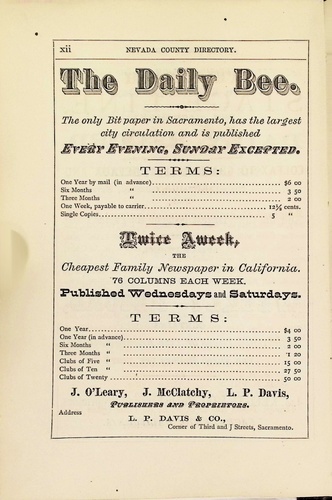 xii NEVADA COUNTY DIRECTORY.
The Daily Bee.
The only Bit paper in Sacramento, has the largest
city circulation and is published
EVERY EVENING, SUNDAY EXCEPTED.
TERMS:
One Year by mail (in advance) $6 00
Six Months " 3 50
Three Months " 2 00
One Week, payable to carrier 12½ cents.
Single Copies 5 "
Twice Aweek,
THE
Cheapest Family Newspaper in California.
76 COLUMNS EACH WEEK.
Published Wednesdays and Saturdays.
TERMS:
One Year $4 00
One Year (in advance) 3 50
Six Months " 2 00
Three Months " 1 20
Clubs of Five " 15 00
Clubs of Ten " 27 50
Clubs of Twenty 50 00
J. O'Leary, J. McClatchy, L. P. Davis,
PUBLISHERS AND PROPRIETORS.
Address
L. P. DAVIS & CO.,
Corner of Third and J Streets, Sacramento.